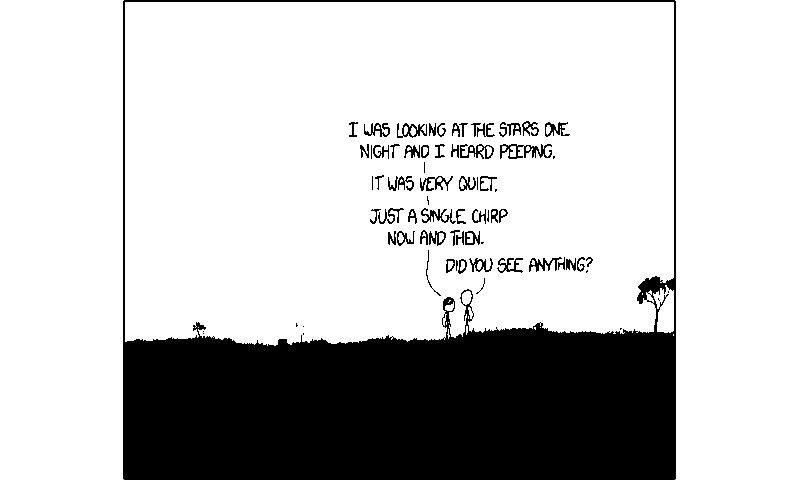 I WAS LOOKING AT THE STARS ONE
NIGHT AND I HEARD PEEPING.
IT WAS VERY QUIET.
JUST A SINGLE CHIRP
NOW AND THEN.
DID YOU SEE ANYTHING?